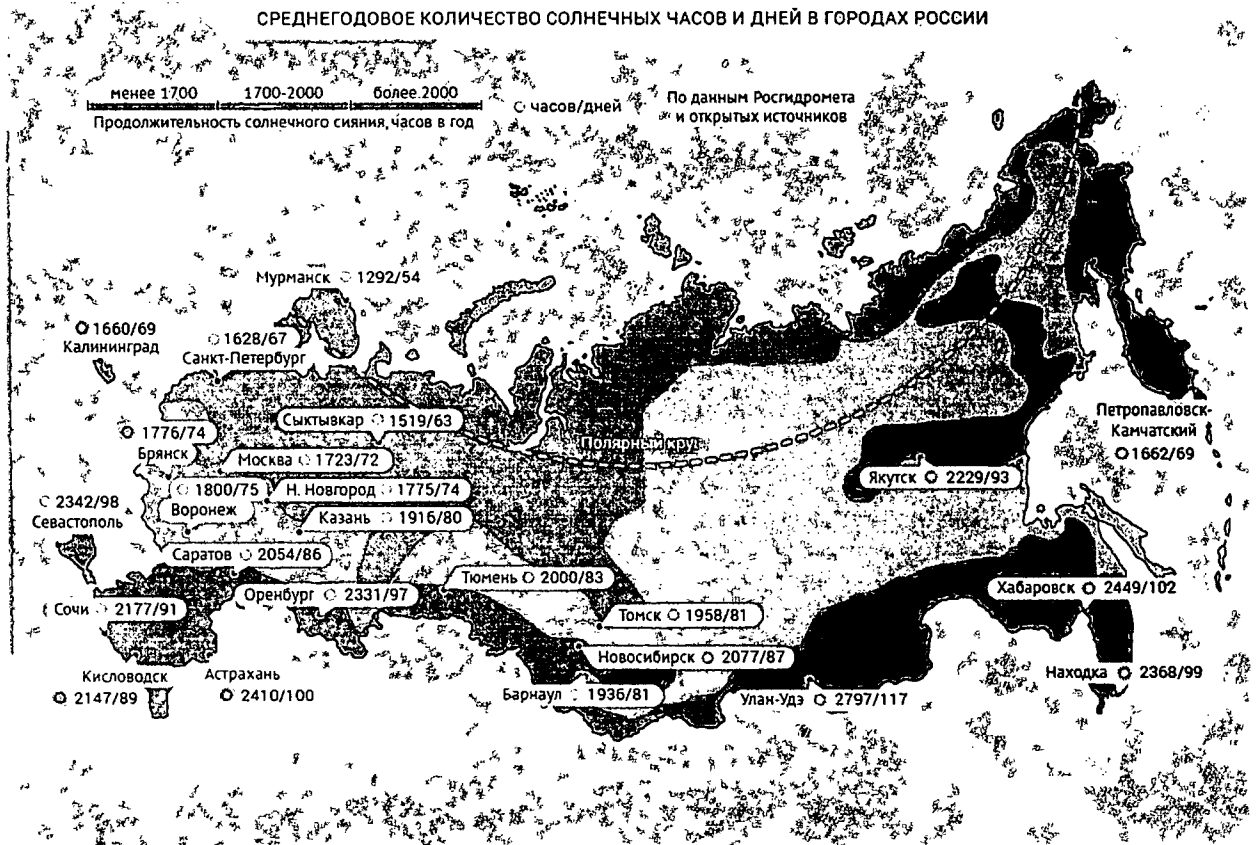 СРЕДНЕГОДОВОЕ КОЛИЧЕСТВО СОЛНЕЧНЫХ ЧАСОВ И ДНЕЙ В ГОРОДАХ РОССИИ
менее 1700 1700-2000 более 2000
Продолжительность солнечного сияния, часов в год
часов/дней
По данным Росгидромета
и открытых источников
Мурманск 1292/54
1660/69
Калининград
1628/67
Санкт-Петербург
Сыктывкар 1519/63
1776/74
Брянск
Москва 1723/72
Полярный круг
Петропавловск-
Камчатский
1662/69
Якутск 2229/93
1800/75
Воронеж
Н. Новгород 1775/74
2342/98
Севастополь
Казань 1916/80
Саратов 2054/86
Тюмень 2000/83
Оренбург 2331/97
Хабаровск 2449/102
Сочи 2177/91
Томск 1958/81
Новосибирск 2077/87
Кисловодск
2147/89
Астрахань
2410/100
Барнаул 1936/81
Улан-Удэ 2797/117
Находка 2368/99